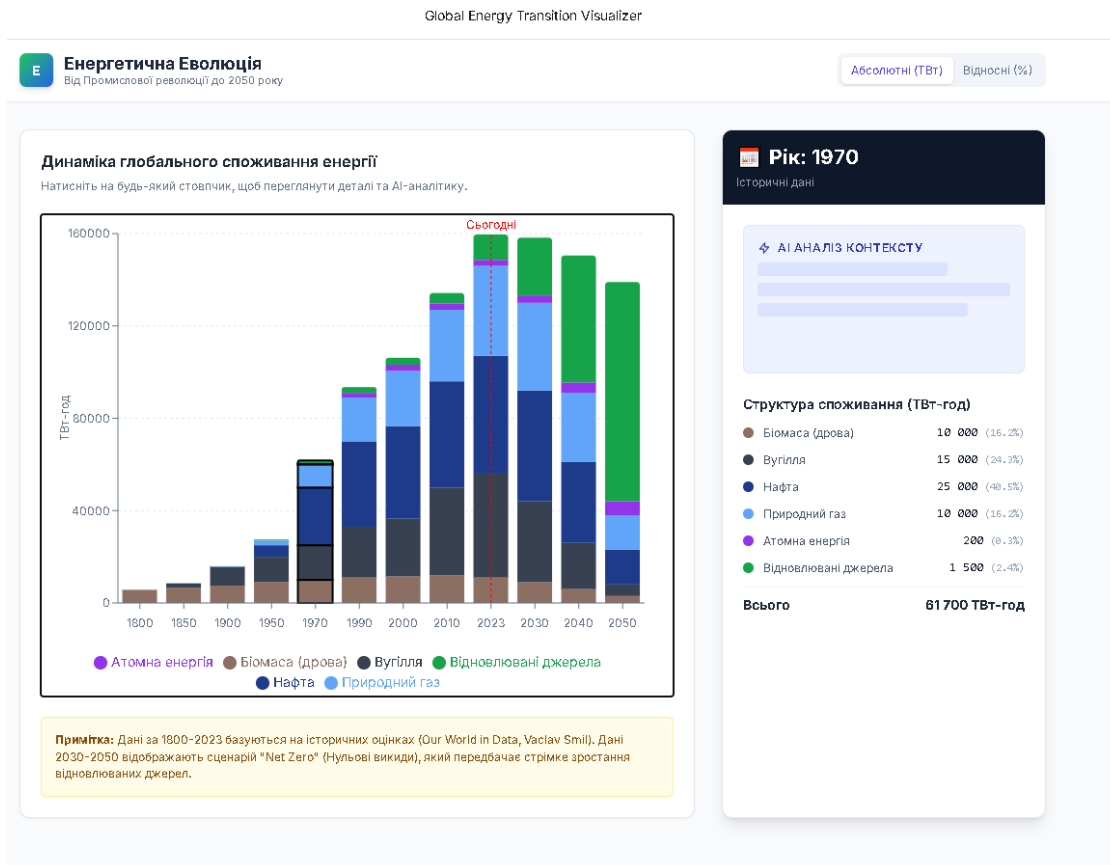 Global Energy Transition Visualizer
E
Енергетична Еволюція
Від Промислової революції до 2050 року
Абсолютні (ТВт)
Відносні (%)
Динаміка глобального споживання енергії
Натисніть на будь-який стовпчик, щоб переглянути деталі та AI-аналітику.
Сьогодні
160000
120000
80000
40000
0
ТВт-год
1800 1850 1900 1950 1970 1990 2000 2010 2023 2030 2040 2050
Атомна енергія Біомаса (дрова) Вугілля Відновлювані джерела
Нафта Природний газ
Примітка: Дані за 1800-2023 базуються на історичних оцінках (Our World in Data, Vaclav Smil). Дані
2030-2050 відображають сценарій "Net Zero" (Нульові викиди), який передбачає стрімке зростання
відновлюваних джерел.
Рік: 1970
Історичні дані
AI АНАЛІЗ КОНТЕКСТУ
Структура споживання (ТВт-год)
Біомаса (дрова) 10 000 (16.2%)
Вугілля 15 000 (24.3%)
Нафта 25 000 (40.5%)
Природний газ 10 000 (16.2%)
Атомна енергія 200 (0.3%)
Відновлювані джерела 1 500 (2.4%)
Всього 61 700 ТВт-год